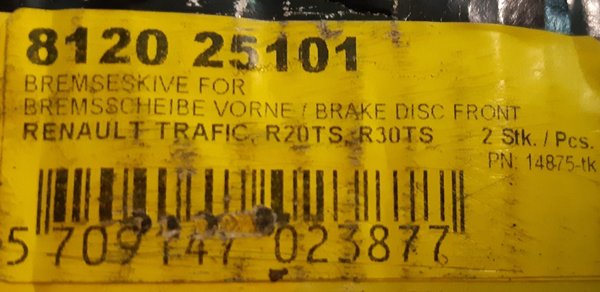 8120 25101
BREMSESKIVE FOR
BREMSSCHEIBE VORNE / BRAKE DISC FRONT
RENAULT TRAFIC, R20TS, R30TS 2 Stk. / Pcs.
PN: 14875-tk
5 709147 023877